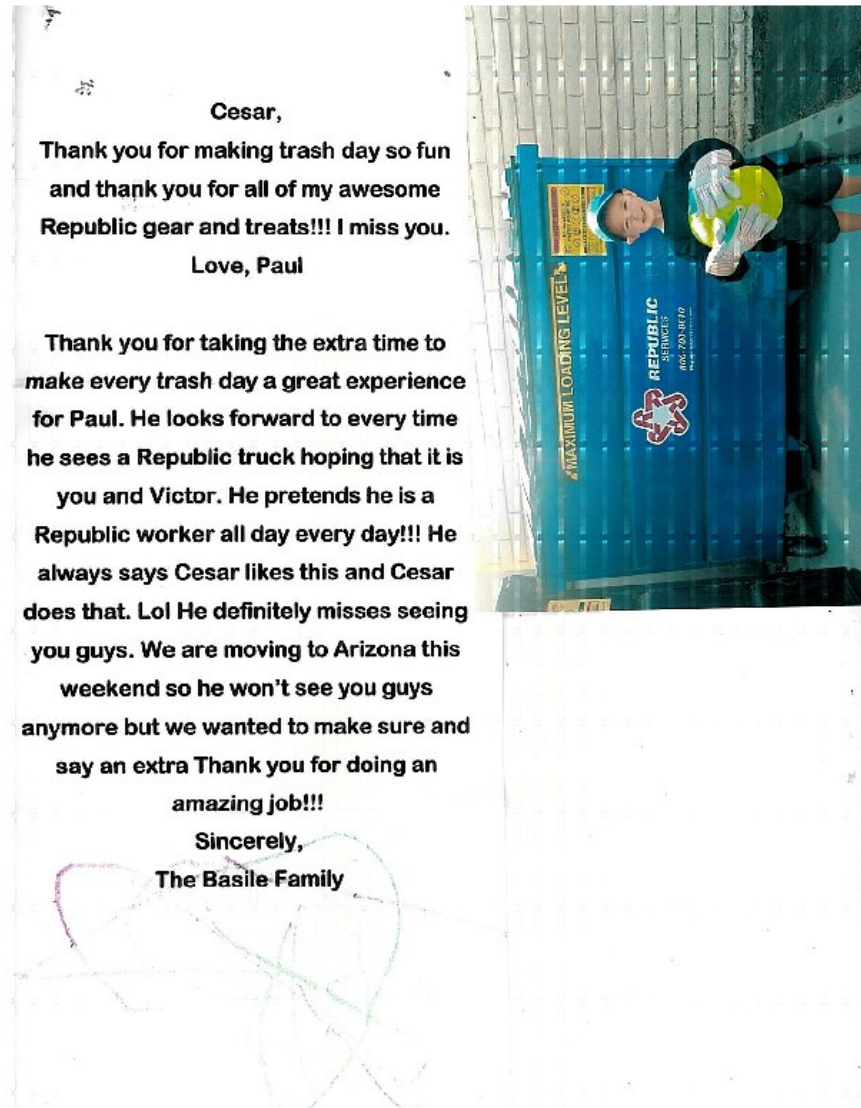 Cesar,
Thank you for making trash day so fun
and thank you for all of my awesome
Republic gear and treats!!! I miss you.
Love, Paul
Thank you for taking the extra time to
make every trash day a great experience
for Paul. He looks forward to every time
he sees a Republic truck hoping that it is
you and Victor. He pretends he is a
Republic worker all day every day!!! He
always says Cesar likes this and Cesar
does that. Lol He definitely misses seeing
you guys. We are moving to Arizona this
weekend so he won't see you guys
anymore but we wanted to make sure and
say an extra Thank you for doing an
amazing job!!!
Sincerely,
The Basile Family
MAXIMUM LOADING LEVEL
REPUBLIC
SERVICES